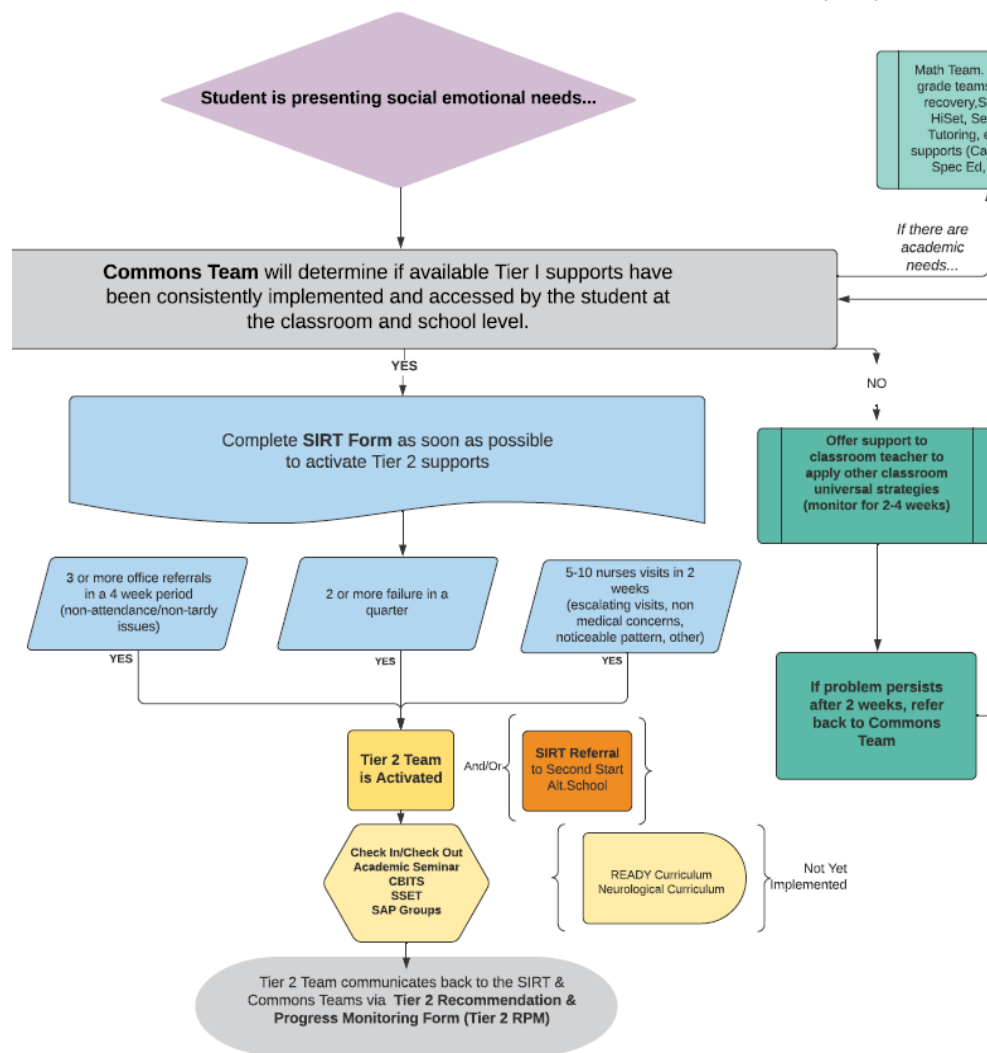 Student is presenting social emotional needs...
Math Team.
grade teams
recovery,S
HiSet, Se
Tutoring, e
supports (Ca
Spec Ed,
If there are
academic
needs...
Commons Team will determine if available Tier I supports have
been consistently implemented and accessed by the student at
the classroom and school level.
YES
NO
Complete SIRT Form as soon as possible
to activate Tier 2 supports
Offer support to
classroom teacher to
apply other classroom
universal strategies
(monitor for 2-4 weeks)
3 or more office referrals
in a 4 week period
(non-attendance/non-tardy
issues)
YES
2 or more failure in a
quarter
YES
5-10 nurses visits in 2
weeks
(escalating visits, non
medical concerns,
noticeable pattern, other)
YES
If problem persists
after 2 weeks, refer
back to Commons
Team
Tier 2 Team
is Activated
And/Or
SIRT Referral
to Second Start
Alt.School
Check In/Check Out
Academic Seminar
CBITS
SSET
SAP Groups
READY Curriculum
Neurological Curriculum
Not Yet
Implemented
Tier 2 Team communicates back to the SIRT &
Commons Teams via Tier 2 Recommendation &
Progress Monitoring Form (Tier 2 RPM)